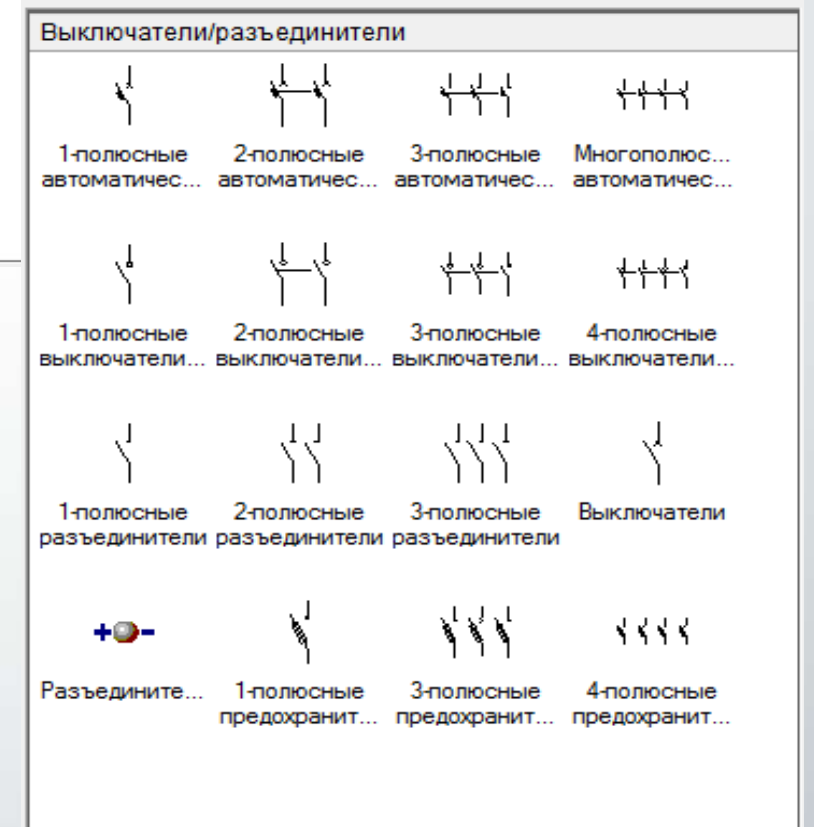 Выключатели/разъединители
1-полюсные 2-полюсные 3-полюсные Многополюс...
автоматичес... автоматичес... автоматичес... автоматичес...
1-полюсные 2-полюсные 3-полюсные 4-полюсные
выключатели... выключатели... выключатели... выключатели...
1-полюсные 2-полюсные 3-полюсные Выключатели
разъединители разъединители разъединители
Разъедините... 1-полюсные 3-полюсные 4-полюсные
предохранит... предохранит... предохранит...